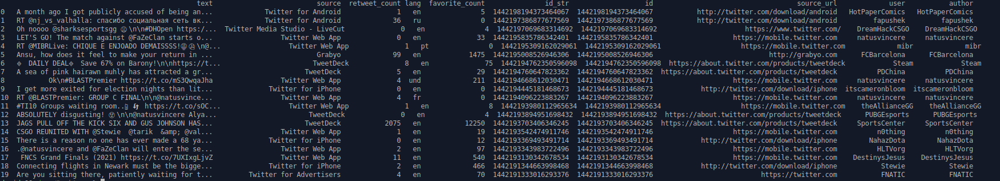 text source retweet_count lang favorite_count id_str id source_url user author
0 A month ago I got publicly accused of being an... Twitter for Android 1 en 5 1442198194373464067 1442198194373464067 http://twitter.com/download/android HotPaperComics HotPaperComics
1 RT @nj_vs_valhalla: спасибо социальная сеть вк... Twitter for Android 36 ru 0 1442197386877677569 1442197386877677569 http://twitter.com/download/android fapushek fapushek
2 Oh noooo @sharksesportsgg 😩\n\n#DHOpen https:/... Twitter Media Studio - LiveCut 0 en 4 1442197069683314692 1442197069683314692 https://www.twitter.com/ DreamHackCSGO DreamHackCSGO
3 LET'S GO! The match against @FaZeClan starts o... Twitter Web App 0 en 33 1442195835786342401 1442195835786342401 https://mobile.twitter.com natusvincere natusvincere
4 RT @MIBRLive: CHIQUE E ENJOADO DEMAISSSS!\n@... Twitter Web App 1 pt 0 1442195309162029061 1442195309162029061 https://mobile.twitter.com mibr mibr
5 Ansu, how does it feel to make your return in ... Grabyo 99 en 1475 1442195008526946306 1442195008526946306 http://grabyo.com FCBarcelona FCBarcelona
6 DAILY DEAL Save 67% on Barony!\n\nhttps://t... TweetDeck 8 en 75 1442194762350596098 1442194762350596098 https://about.twitter.com/products/tweetdeck Steam Steam
7 A sea of pink hairawn muhly has attracted a gr... TweetDeck 5 en 29 1442194760647823362 1442194760647823362 https://about.twitter.com/products/tweetdeck PDChina PDChina
8 Ok\n#BLASTPremier https://t.co/mS3QwqaJha Twitter Web App 4 und 211 1442194668612030471 1442194668612030471 https://mobile.twitter.com natusvincere natusvincere
9 I get more exited for election nights than lit... Twitter for iPhone 0 en 0 1442194445181468673 1442194445181468673 http://twitter.com/download/iphone itscameronbloom itscameronbloom
10 RT @BLASTPremier: GROUP C FINAL\n\n@natusvince... Twitter Web App 4 fr 0 1442194096223883267 1442194096223883267 https://mobile.twitter.com natusvincere natusvincere
11 #TI10 Groups waiting room.. https://t.co/sOC... Twitter Web App 1 en 8 1442193980112965634 1442193980112965634 https://mobile.twitter.com theAllianceGG theAllianceGG
12 ABSOLUTELY disgusting! \n\n@natusvincere Alya... TweetDeck 0 en 4 1442193894951698432 1442193894951698432 https://about.twitter.com/products/tweetdeck PUBGEsports PUBGEsports
13 JAGS PULL OFF THE KICK SIX AND GUS JOHNSON HAS... TweetDeck 2075 en 12250 1442193703406346245 1442193703406346245 https://about.twitter.com/products/tweetdeck SportsCenter SportsCenter
14 CSGO REUNITED WITH @Stewie @tarik &amp; @val... Twitter Web App 1 en 19 1442193542474911746 1442193542474911746 https://mobile.twitter.com n0thing n0thing
15 There is a reason no one has ever made a 68 ya... Twitter for iPhone 0 en 12 1442193369493491714 1442193369493491714 http://twitter.com/download/iphone NahazDota NahazDota
16 .@natusvincere and @FaZeClan will enter the se... Twitter Web App 2 en 97 1442193343983722496 1442193343983722496 https://mobile.twitter.com HLTVorg HLTVorg
17 FNCS Grand Finals (2021) https://t.co/7UXIxgLjvZ Twitter Web App 11 en 540 1442193130342678534 1442193130342678534 https://mobile.twitter.com DestinysJesus DestinysJesus
18 Connecting flights in Newark must be the bigge... Twitter for iPhone 2 en 466 1442191344663998468 1442191344663998468 http://twitter.com/download/iphone Stewie Stewie
19 Are you sitting there, patiently waiting for t... Twitter for Advertisers 4 en 70 1442191333016293376 1442191333016293376 https://twitter.com FNATIC FNATIC